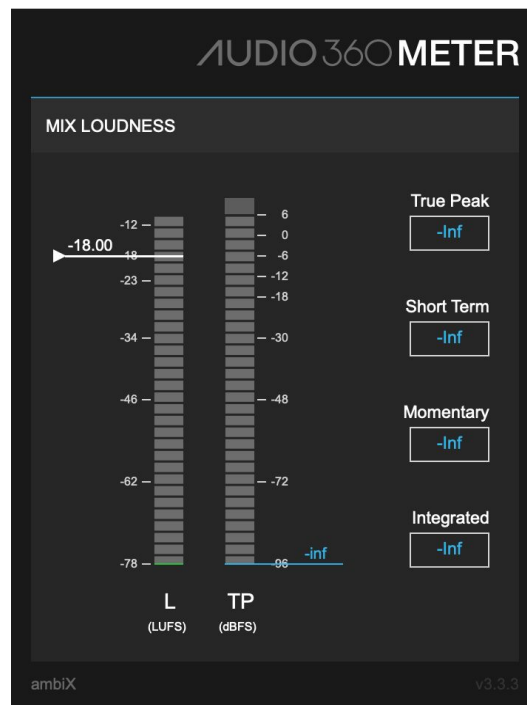 AUDIO360 METER
MIX LOUDNESS
True Peak
-Inf
Short Term
-Inf
Momentary
-Inf
Integrated
-Inf
-18.00
-12
-18
-23
-34
-46
-62
-78
6
0
-6
-12
-18
-30
-48
-72
-96
-inf
L
(LUFS)
TP
(dBFS)
ambiX
v3.3.3